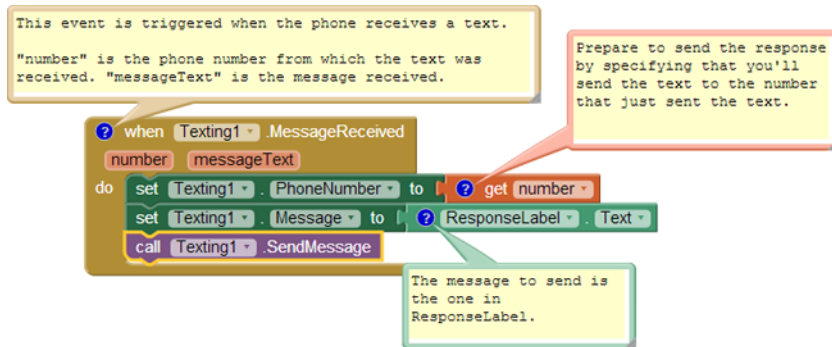 This event is triggered when the phone receives a text.
"number" is the phone number from which the text was
received. "messageText" is the message received.
Prepare to send the response
by specifying that you'll
send the text to the number
that just sent the text.
? when Texting1 .MessageReceived
number messageText
do set Texting1 . PhoneNumber to ? get number
set Texting1 . Message to ? ResponseLabel . Text
call Texting1 .SendMessage
The message to send is
the one in
ResponseLabel.